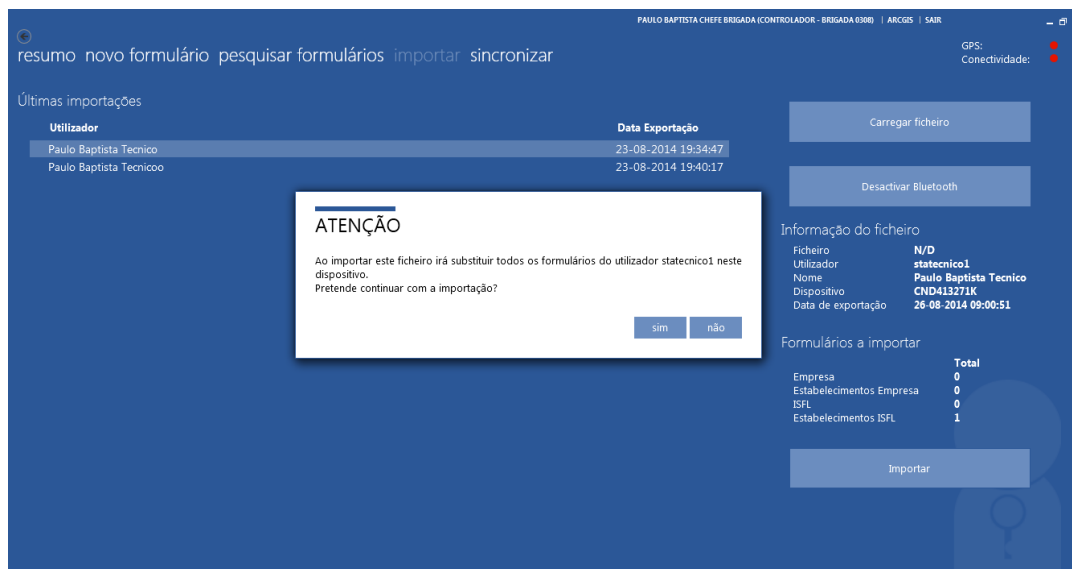 PAULO BAPTISTA CHEFE BRIGADA (CONTROLADOR - BRIGADA 0308) | ARCGIS | SAIR
resumo novo formulário pesquisar formulários importar sincronizar
GPS:
Conectividade:
Últimas importações
Utilizador Data Exportação
Paulo Baptista Tecnico 23-08-2014 19:34:47
Paulo Baptista Tecnicoo 23-08-2014 19:40:17
ATENÇÃO
Ao importar este ficheiro irá substituir todos os formulários do utilizador statecnico1 neste
dispositivo.
Pretende continuar com a importação?
sim não
Carregar ficheiro
Desactivar Bluetooth
Informação do ficheiro
Ficheiro N/D
Utilizador statecnico1
Nome Paulo Baptista Tecnico
Dispositivo CND413271K
Data de exportação 26-08-2014 09:00:51
Formulários a importar
Total
Empresa 0
Estabelecimentos Empresa 0
ISFL 0
Estabelecimentos ISFL 1
Importar